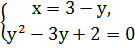 x = 3 − y,
y² − 3y + 2 = 0